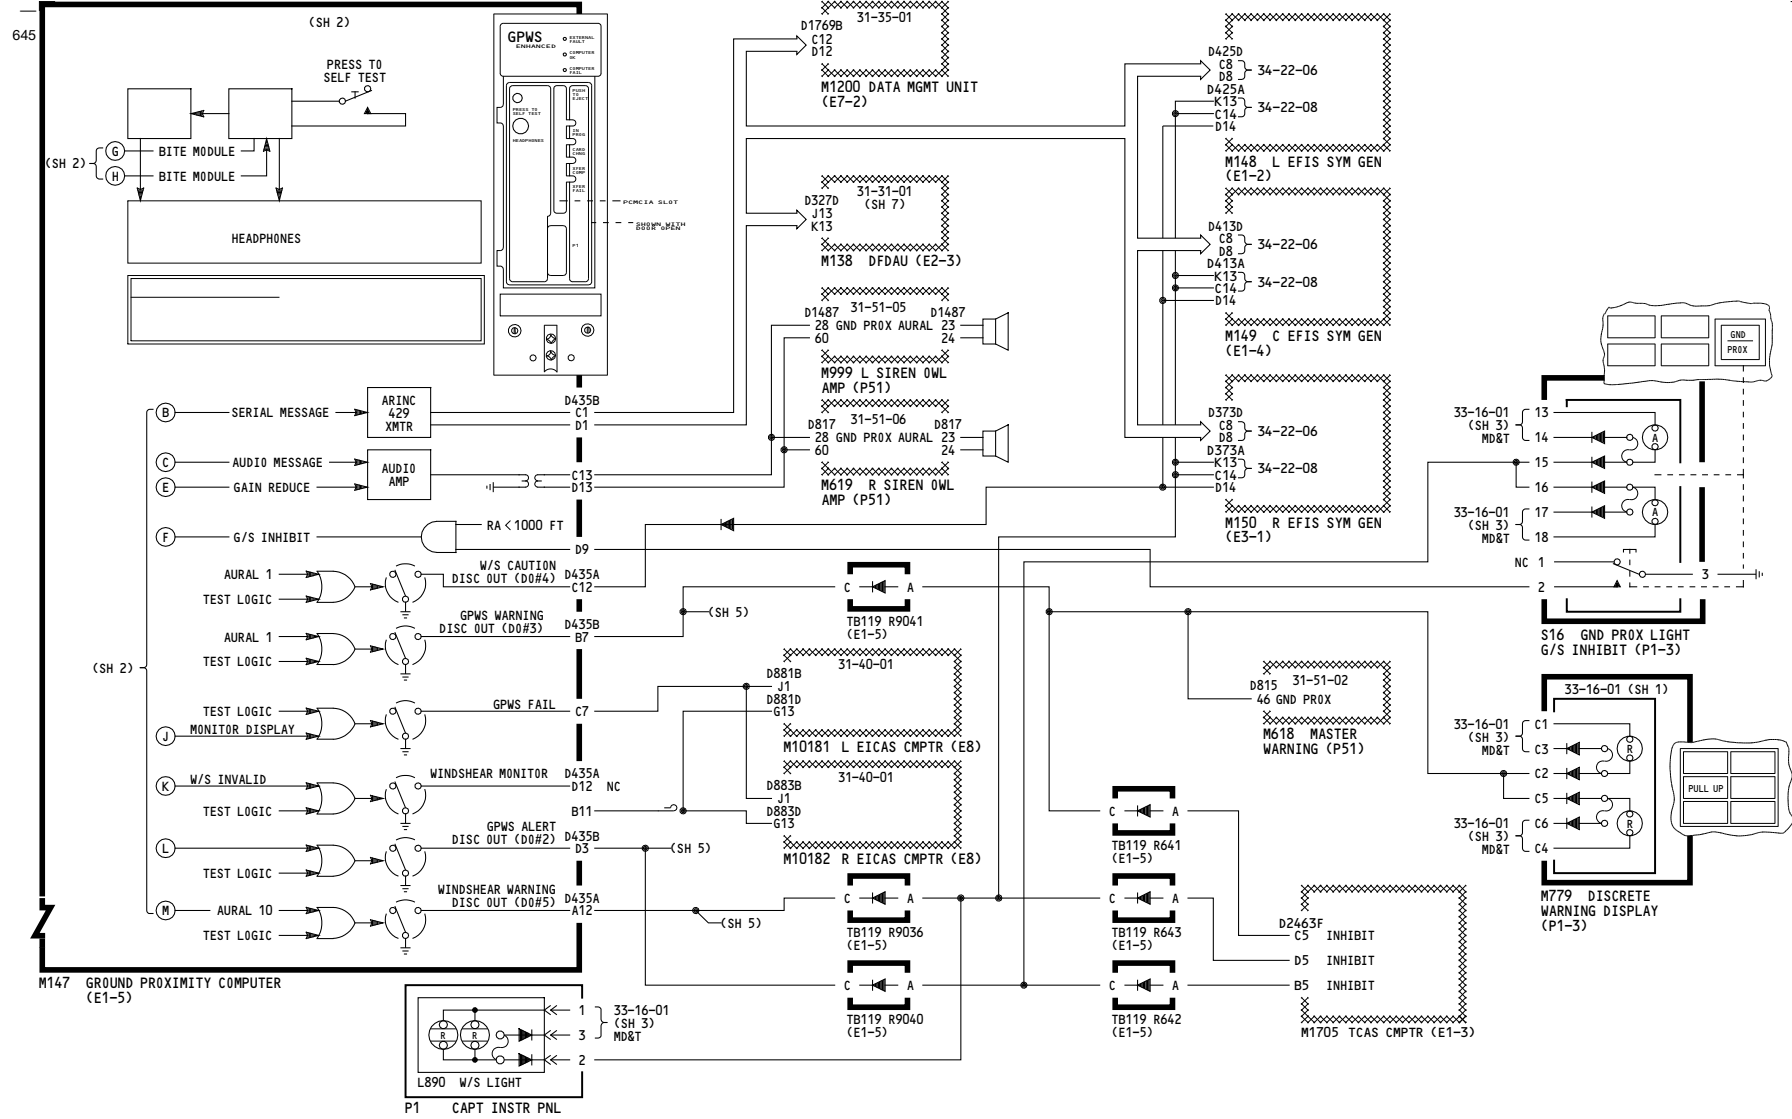 645
(SH 2)
PRESS TO
SELF TEST
(SH 2)
G
BITE MODULE
H
BITE MODULE
HEADPHONES
GPWS
ENHANCED
EXTERNAL
FAULT
COMPUTER
OK
COMPUTER
FAIL
PUSH
TO
EJECT
PRESS TO
SELF TEST
HEADPHONES
IN
PROG
CARD
CHNG
XFER
COMP
XFER
FAIL
P1
PCMCIA SLOT
SHOWN WITH
DOOR OPEN
(SH 2)
B
SERIAL MESSAGE
ARINC
429
XMTR
D435B
C1
D1
C
AUDIO MESSAGE
E
GAIN REDUCE
AUDIO
AMP
C13
D13
F
G/S INHIBIT
RA < 1000 FT
D9
AURAL 1
TEST LOGIC
W/S CAUTION
DISC OUT (DO#4)
D435A
C12
AURAL 1
TEST LOGIC
GPWS WARNING
DISC OUT (DO#3)
D435B
B7
(SH 5)
TEST LOGIC
J
MONITOR DISPLAY
GPWS FAIL
C7
K
W/S INVALID
TEST LOGIC
WINDSHEAR MONITOR
D435A
D12 NC
B11
L
TEST LOGIC
GPWS ALERT
DISC OUT (DO#2)
D435B
D3
(SH 5)
M
AURAL 10
TEST LOGIC
WINDSHEAR WARNING
DISC OUT (DO#5)
D435A
A12
(SH 5)
M147 GROUND PROXIMITY COMPUTER
(E1-5)
R
R
1
3
2
33-16-01
(SH 3)
MD&T
L890 W/S LIGHT
P1 CAPT INSTR PNL
31-35-01
D1769B
C12
D12
M1200 DATA MGMT UNIT
(E7-2)
31-31-01
(SH 7)
D327D
J13
K13
M138 DFDAU (E2-3)
31-51-05
D1487 D1487
28 GND PROX AURAL 23
60 24
M999 L SIREN OWL
AMP (P51)
31-51-06
D817 D817
28 GND PROX AURAL 23
60 24
M619 R SIREN OWL
AMP (P51)
C A
TB119 R9041
(E1-5)
31-40-01
D881B
J1
D881D
G13
M10181 L EICAS CMPTR (E8)
31-40-01
D883B
J1
D883D
G13
M10182 R EICAS CMPTR (E8)
C A
TB119 R9036
(E1-5)
C A
TB119 R9040
(E1-5)
D425D
C8
D8
34-22-06
D425A
K13
C14
34-22-08
D14
M148 L EFIS SYM GEN
(E1-2)
D413D
C8
D8
34-22-06
D413A
K13
C14
34-22-08
D14
M149 C EFIS SYM GEN
(E1-4)
D373D
C8
D8
34-22-06
D373A
K13
C14
34-22-08
D14
M150 R EFIS SYM GEN
(E3-1)
31-51-02
D815
46 GND PROX
M618 MASTER
WARNING (P51)
C A
TB119 R641
(E1-5)
C A
TB119 R643
(E1-5)
C A
TB119 R642
(E1-5)
D2463F
C5 INHIBIT
D5 INHIBIT
B5 INHIBIT
M1705 TCAS CMPTR (E1-3)
GND
PROX
33-16-01
(SH 3)
MD&T
13
14
15
16
33-16-01
(SH 3)
MD&T
17
18
A
A
NC 1
2
3
S16 GND PROX LIGHT
G/S INHIBIT (P1-3)
33-16-01 (SH 1)
33-16-01
(SH 3)
MD&T
C1
C3
C2
C5
33-16-01
(SH 3)
MD&T
C6
C4
R
R
PULL UP
M779 DISCRETE
WARNING DISPLAY
(P1-3)